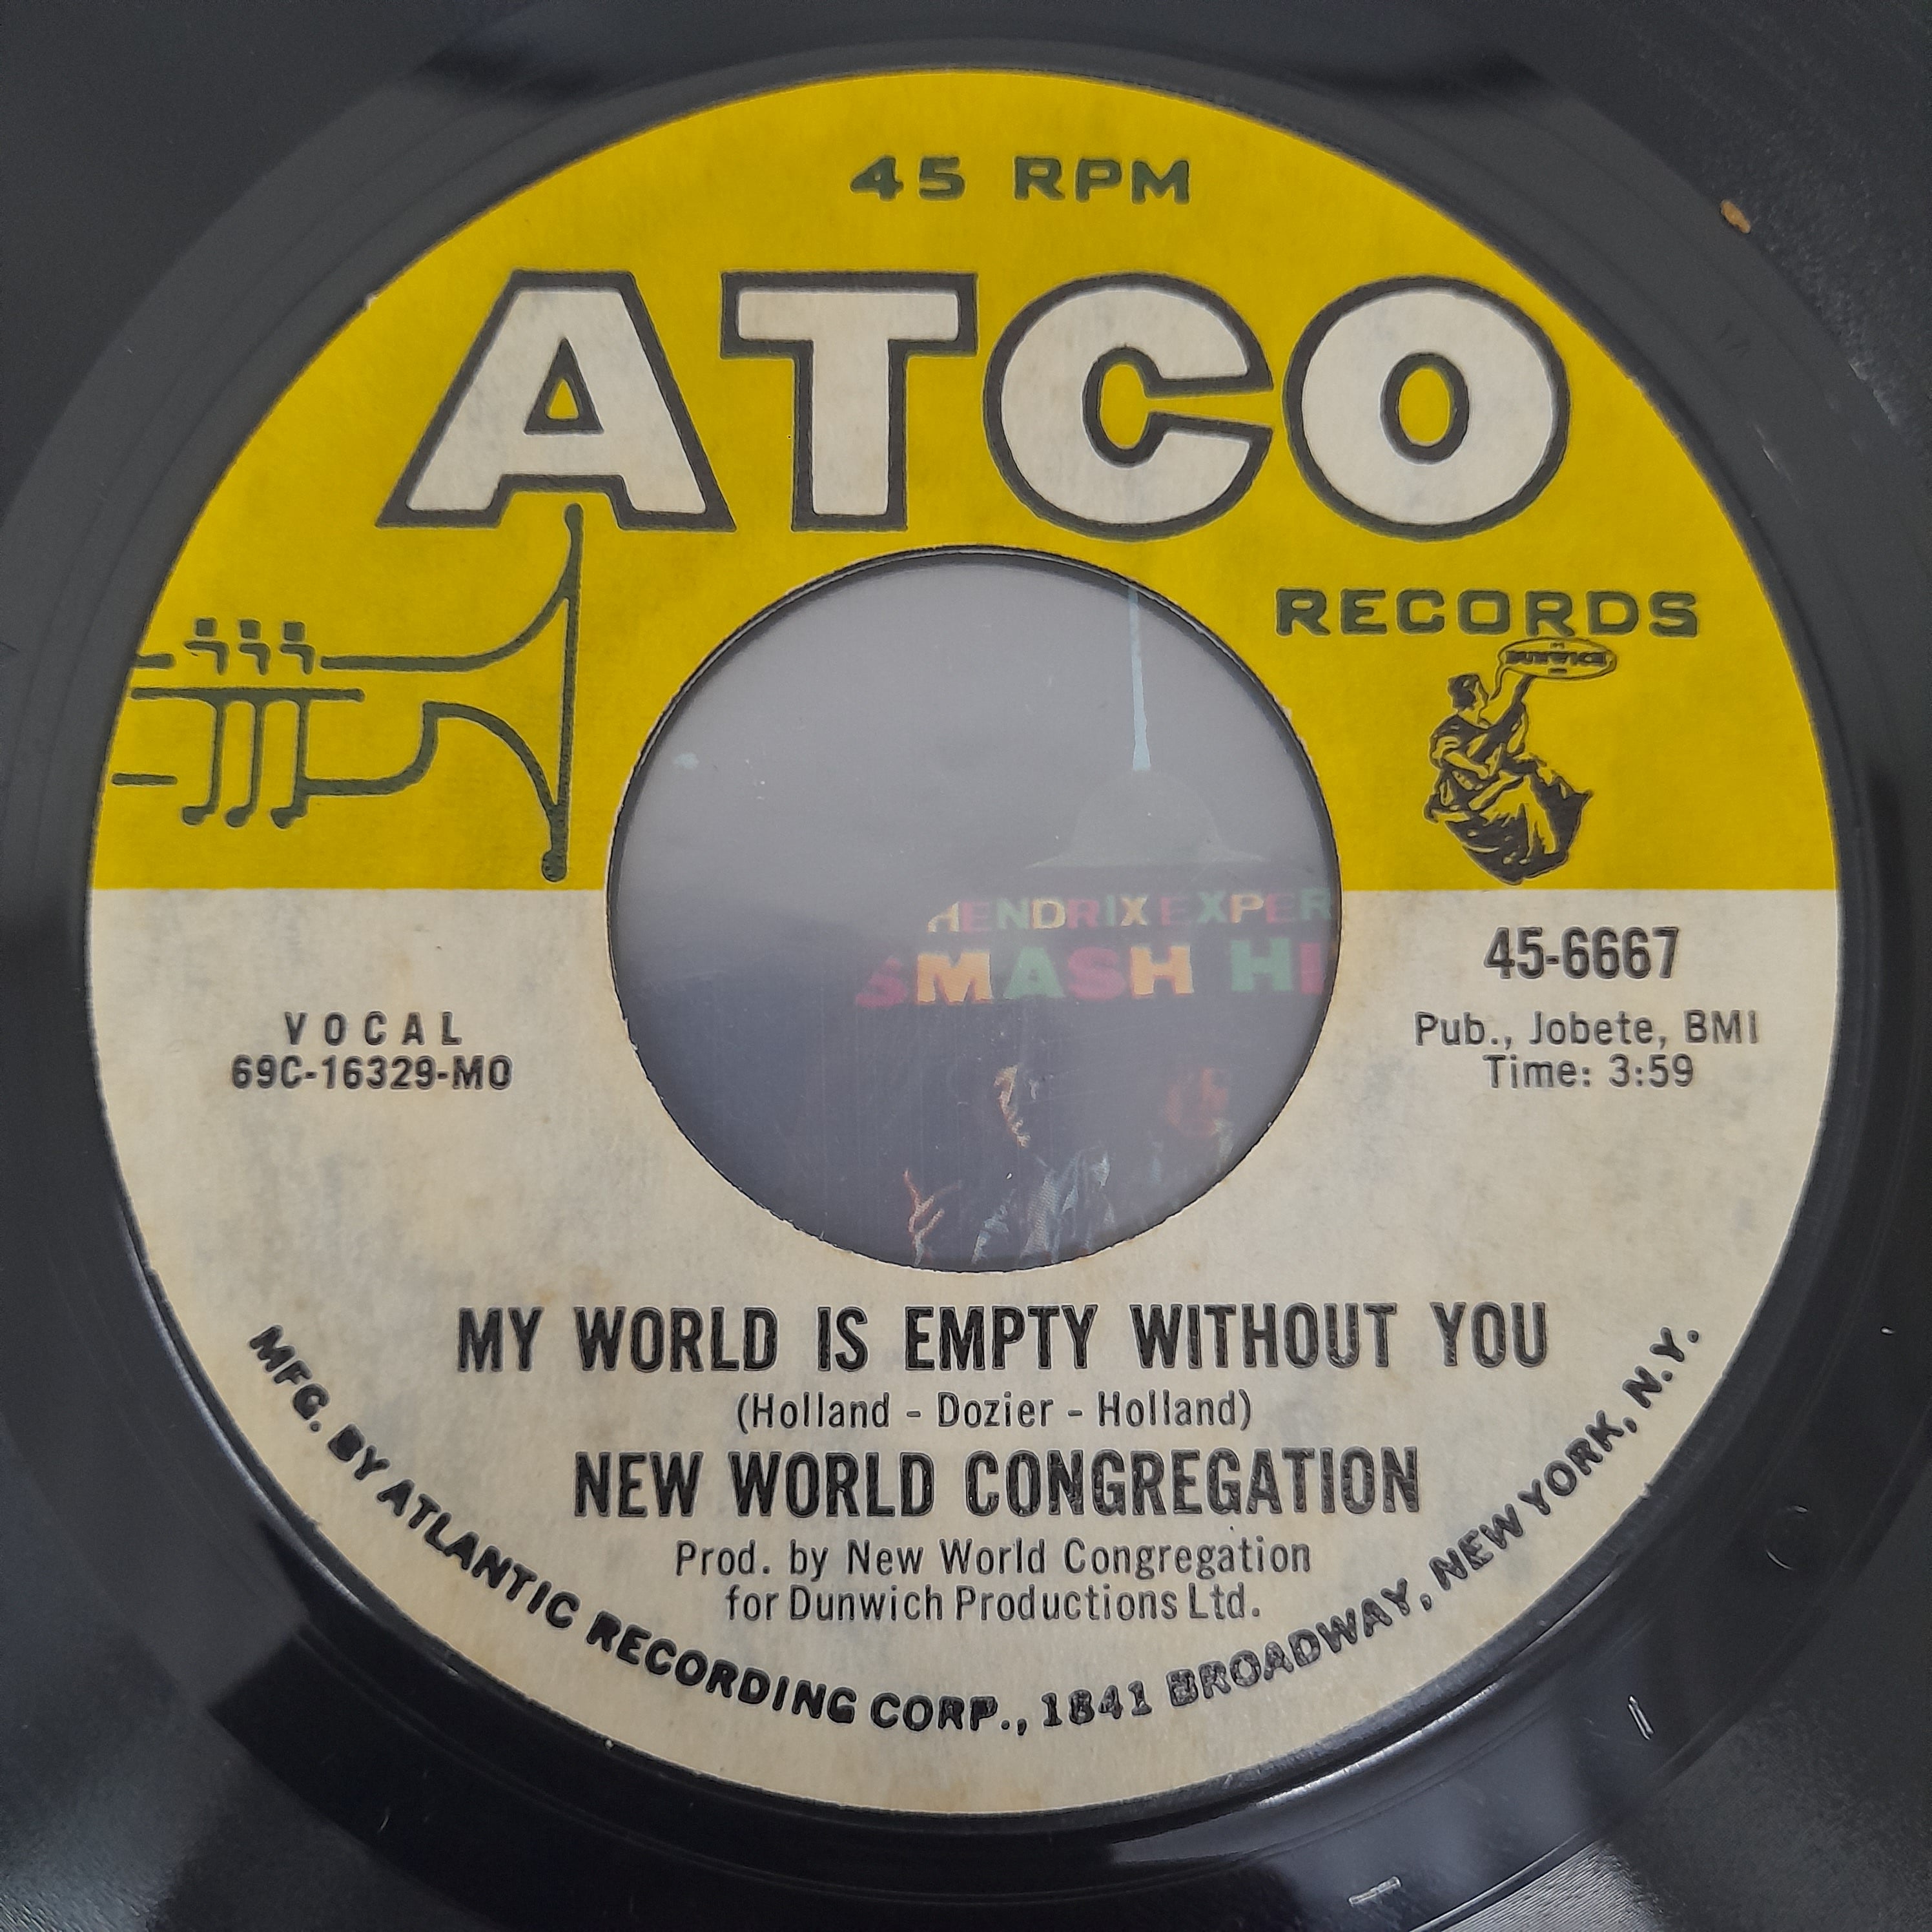 45 RPM
ATCO
RECORDS
DUNWICH
HENDRIX EXPER
SMASH HI
45-6667
VOCAL
69C-16329-MO
Pub., Jobete, BMI
Time: 3:59
MY WORLD IS EMPTY WITHOUT YOU
(Holland - Dozier - Holland)
NEW WORLD CONGREGATION
Prod. by New World Congregation
for Dunwich Productions Ltd.
MFG. BY ATLANTIC RECORDING CORP., 1841 BROADWAY, NEW YORK, N.Y.